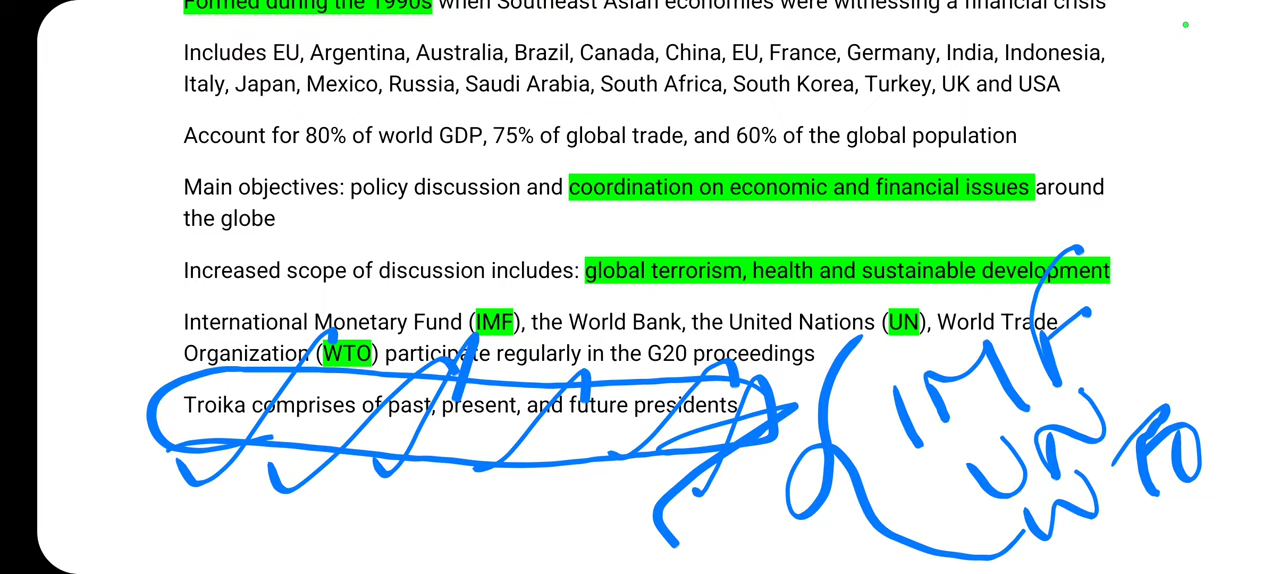 Formed during the 1990s when Southeast Asian economies were witnessing a financial crisis
Includes EU, Argentina, Australia, Brazil, Canada, China, EU, France, Germany, India, Indonesia,
Italy, Japan, Mexico, Russia, Saudi Arabia, South Africa, South Korea, Turkey, UK and USA
Account for 80% of world GDP, 75% of global trade, and 60% of the global population
Main objectives: policy discussion and coordination on economic and financial issues around
the globe
Increased scope of discussion includes: global terrorism, health and sustainable development
International Monetary Fund (IMF), the World Bank, the United Nations (UN), World Trade
Organization (WTO) participate regularly in the G20 proceedings
Troika comprises of past, present, and future presidents
IMF
UN
WTO